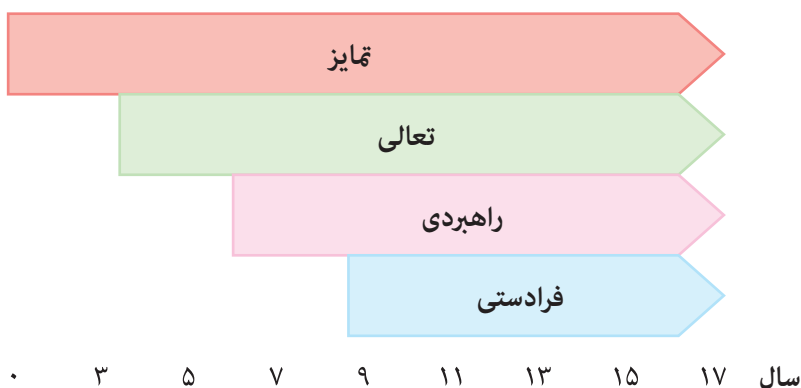 تمایز
تعالی
راهبردی
فرادستی
۰ ۳ ۵ ۷ ۹ ۱۱ ۱۳ ۱۵ ۱۷ سال